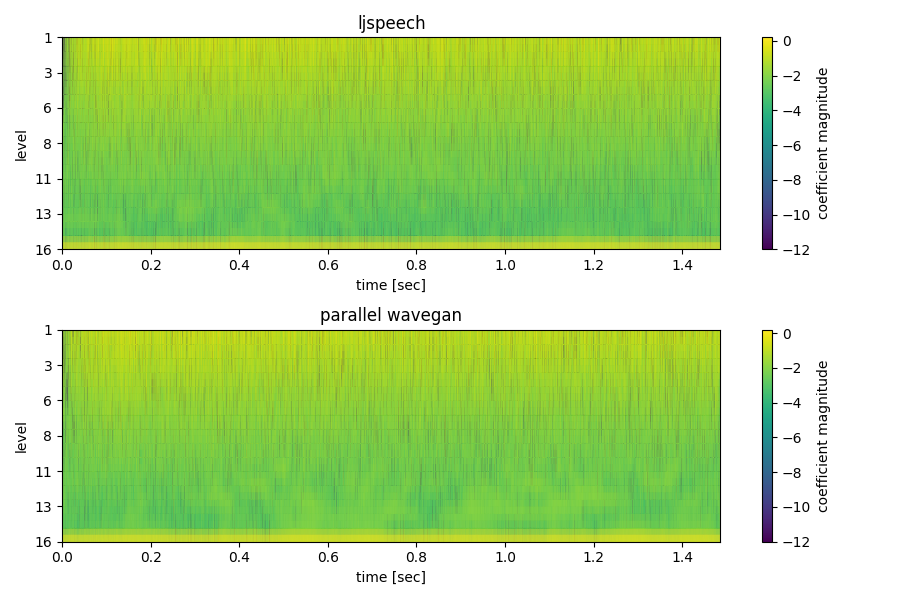 ljspeech
1
3
6
8
11
13
16
level
0.0 0.2 0.4 0.6 0.8 1.0 1.2 1.4
time [sec]
0
−2
−4
−6
−8
−10
−12
coefficient magnitude
parallel wavegan
1
3
6
8
11
13
16
level
0.0 0.2 0.4 0.6 0.8 1.0 1.2 1.4
time [sec]
0
−2
−4
−6
−8
−10
−12
coefficient magnitude